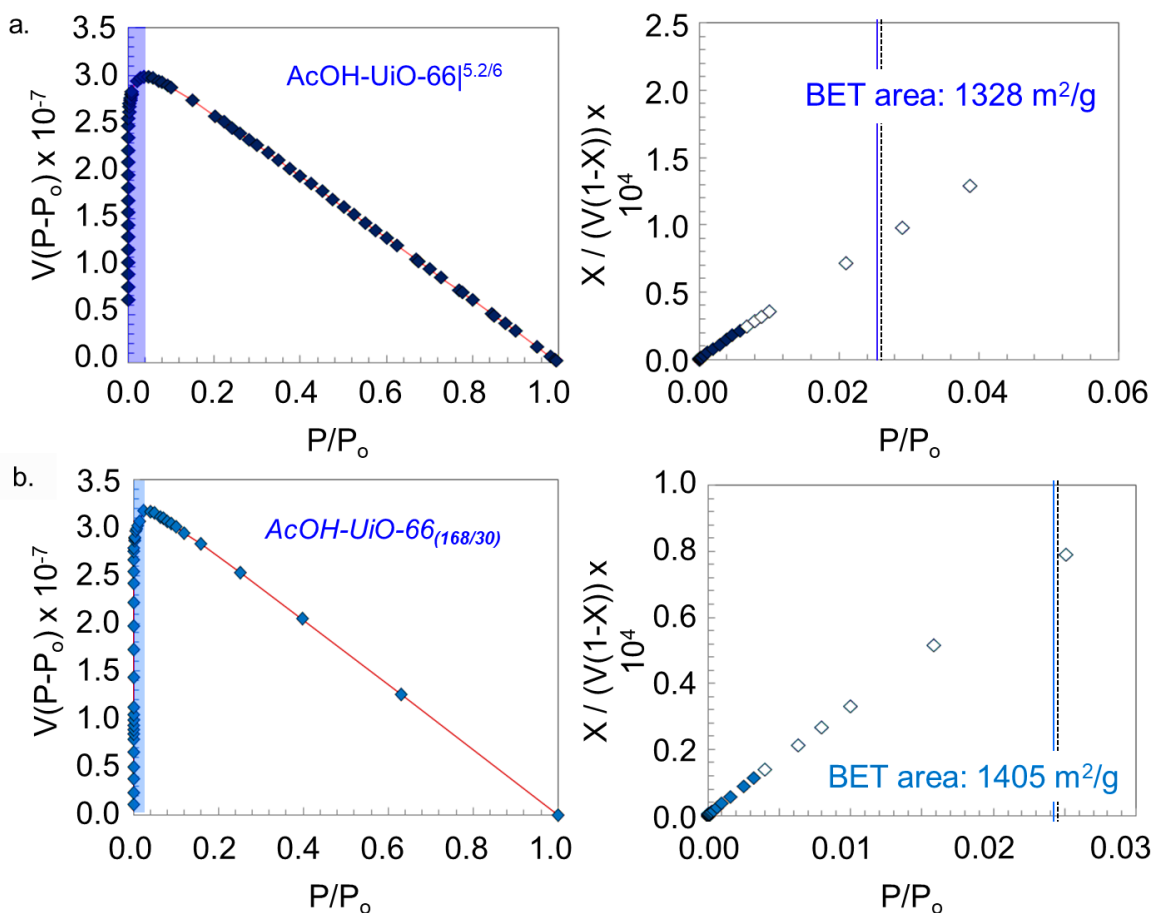 a.
V(P-Pₒ) x 10⁻⁷
3.5
3.0
2.5
2.0
1.5
1.0
0.5
0.0
AcOH-UiO-66|⁵·²/⁶
0.0 0.2 0.4 0.6 0.8 1.0
P/Pₒ
X / (V(1-X)) x
10⁴
2.5
2.0
1.5
1.0
0.5
0.0
BET area: 1328 m²/g
0.00 0.02 0.04 0.06
P/Pₒ
b.
V(P-Pₒ) x 10⁻⁷
3.5
3.0
2.5
2.0
1.5
1.0
0.5
0.0
AcOH-UiO-66₍₁₆₈/₃₀₎
0.0 0.2 0.4 0.6 0.8 1.0
P/Pₒ
X / (V(1-X)) x
10⁴
1.0
0.8
0.6
0.4
0.2
0.0
BET area: 1405 m²/g
0.00 0.01 0.02 0.03
P/Pₒ